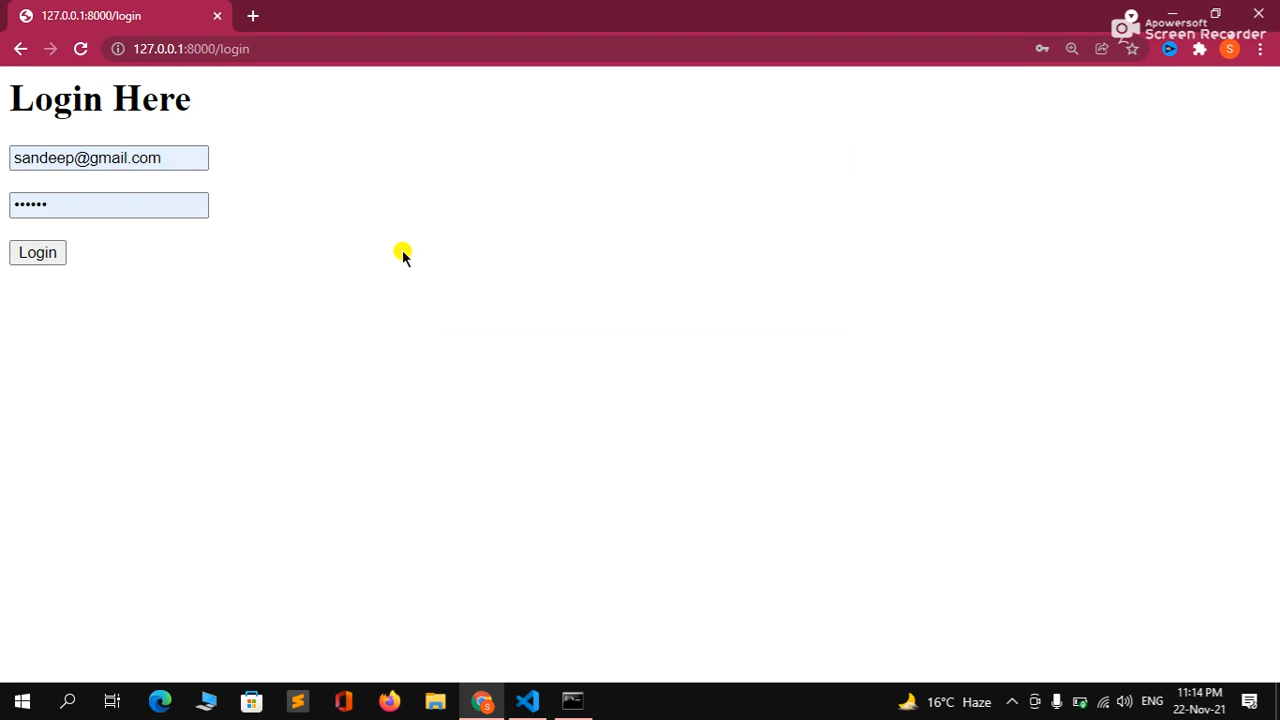 127.0.0.1:8000/login
Apowersoft
Screen Recorder
127.0.0.1:8000/login
S
Login Here
sandeep@gmail.com
••••••
Login
16°C Haze
ENG
11:14 PM
22-Nov-21